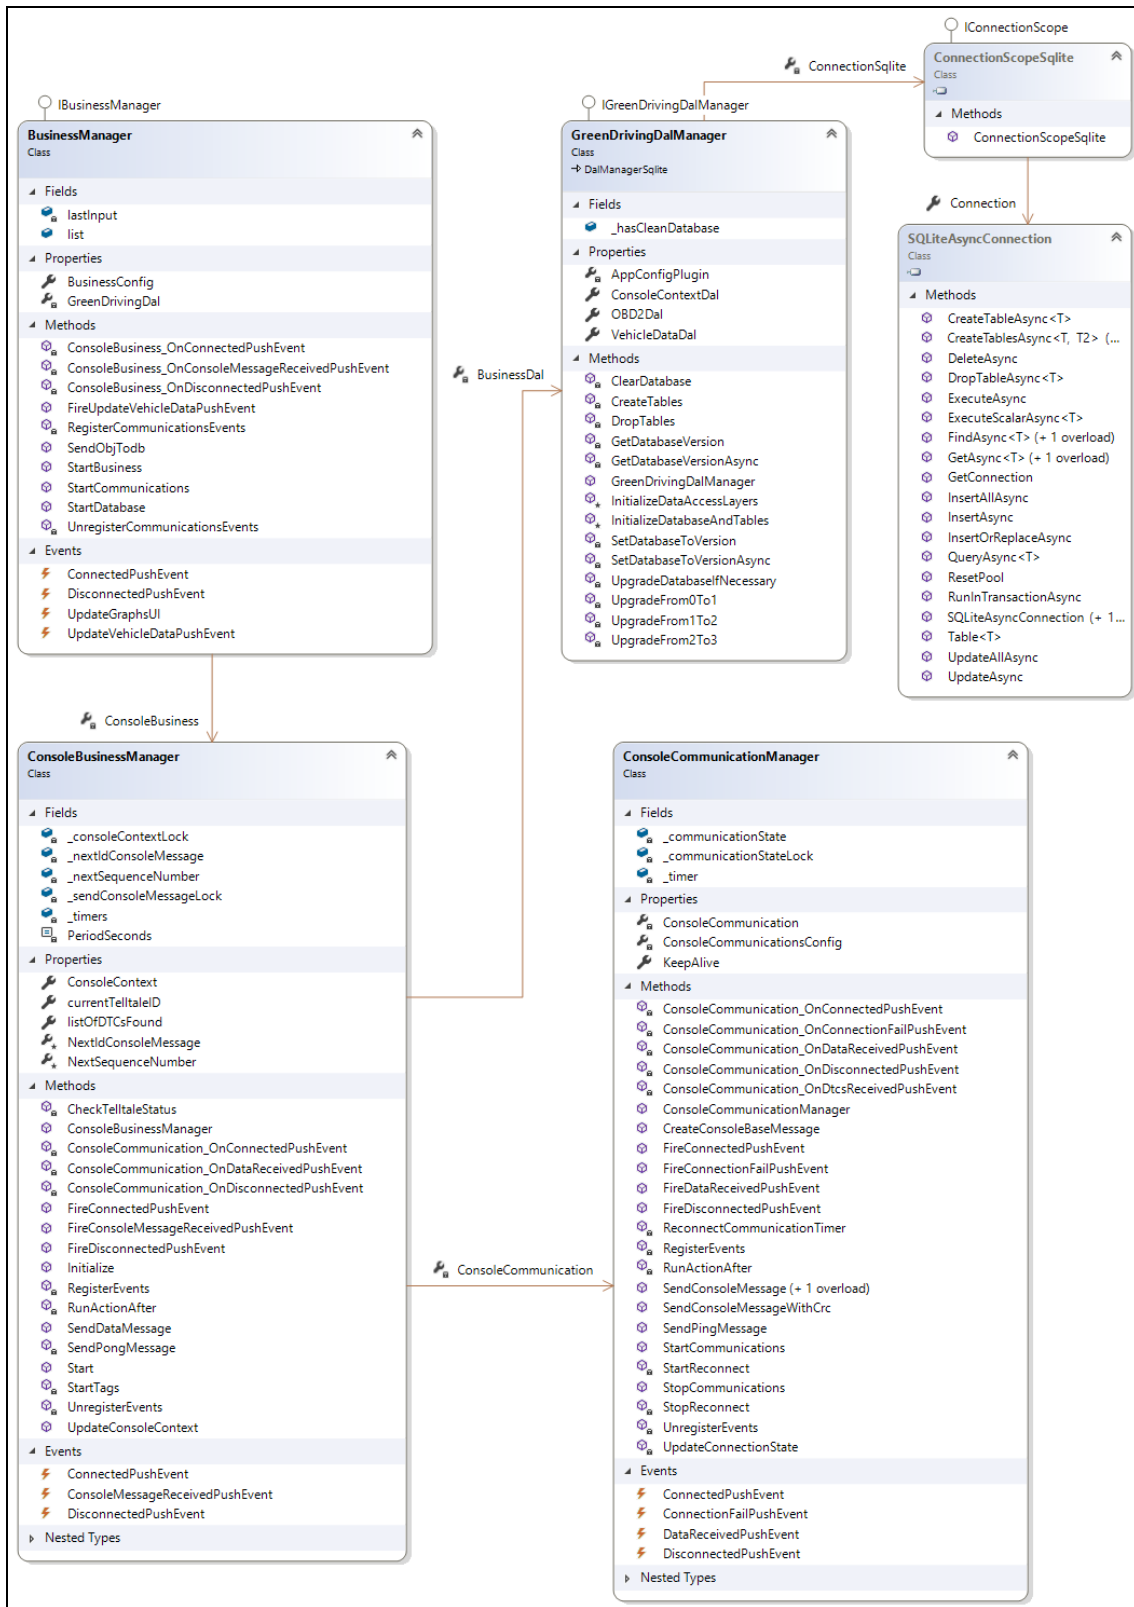 IConnectionScope
ConnectionScopeSqlite
Class
Methods
ConnectionScopeSqlite
ConnectionSqlite
Connection
SQLiteAsyncConnection
Class
Methods
CreateTableAsync<T>
CreateTablesAsync<T, T2> (...
DeleteAsync
DropTableAsync<T>
ExecuteAsync
ExecuteScalarAsync<T>
FindAsync<T> (+ 1 overload)
GetAsync<T> (+ 1 overload)
GetConnection
InsertAllAsync
InsertAsync
InsertOrReplaceAsync
QueryAsync<T>
ResetPool
RunInTransactionAsync
SQLiteAsyncConnection (+ 1...
Table<T>
UpdateAllAsync
UpdateAsync
IBusinessManager
BusinessManager
Class
Fields
lastInput
list
Properties
BusinessConfig
GreenDrivingDal
Methods
ConsoleBusiness_OnConnectedPushEvent
ConsoleBusiness_OnConsoleMessageReceivedPushEvent
ConsoleBusiness_OnDisconnectedPushEvent
FireUpdateVehicleDataPushEvent
RegisterCommunicationsEvents
SendObjTodb
StartBusiness
StartCommunications
StartDatabase
UnregisterCommunicationsEvents
Events
ConnectedPushEvent
DisconnectedPushEvent
UpdateGraphsUI
UpdateVehicleDataPushEvent
BusinessDal
IGreenDrivingDalManager
GreenDrivingDalManager
Class
DalManagerSqlite
Fields
_hasCleanDatabase
Properties
AppConfigPlugin
ConsoleContextDal
OBD2Dal
VehicleDataDal
Methods
ClearDatabase
CreateTables
DropTables
GetDatabaseVersion
GetDatabaseVersionAsync
GreenDrivingDalManager
InitializeDataAccessLayers
InitializeDatabaseAndTables
SetDatabaseToVersion
SetDatabaseToVersionAsync
UpgradeDatabaseIfNecessary
UpgradeFrom0To1
UpgradeFrom1To2
UpgradeFrom2To3
ConsoleBusiness
ConsoleBusinessManager
Class
Fields
_consoleContextLock
_nextIdConsoleMessage
_nextSequenceNumber
_sendConsoleMessageLock
_timers
PeriodSeconds
Properties
ConsoleContext
currentTelltaleID
listOfDTCsFound
NextIdConsoleMessage
NextSequenceNumber
Methods
CheckTelltaleStatus
ConsoleBusinessManager
ConsoleCommunication_OnConnectedPushEvent
ConsoleCommunication_OnDataReceivedPushEvent
ConsoleCommunication_OnDisconnectedPushEvent
FireConnectedPushEvent
FireConsoleMessageReceivedPushEvent
FireDisconnectedPushEvent
Initialize
RegisterEvents
RunActionAfter
SendDataMessage
SendPongMessage
Start
StartTags
UnregisterEvents
UpdateConsoleContext
Events
ConnectedPushEvent
ConsoleMessageReceivedPushEvent
DisconnectedPushEvent
Nested Types
ConsoleCommunication
ConsoleCommunicationManager
Class
Fields
_communicationState
_communicationStateLock
_timer
Properties
ConsoleCommunication
ConsoleCommunicationsConfig
KeepAlive
Methods
ConsoleCommunication_OnConnectedPushEvent
ConsoleCommunication_OnConnectionFailPushEvent
ConsoleCommunication_OnDataReceivedPushEvent
ConsoleCommunication_OnDisconnectedPushEvent
ConsoleCommunication_OnDtcsReceivedPushEvent
ConsoleCommunicationManager
CreateConsoleBaseMessage
FireConnectedPushEvent
FireConnectionFailPushEvent
FireDataReceivedPushEvent
FireDisconnectedPushEvent
ReconnectCommunicationTimer
RegisterEvents
RunActionAfter
SendConsoleMessage (+ 1 overload)
SendConsoleMessageWithCrc
SendPingMessage
StartCommunications
StartReconnect
StopCommunications
StopReconnect
UnregisterEvents
UpdateConnectionState
Events
ConnectedPushEvent
ConnectionFailPushEvent
DataReceivedPushEvent
DisconnectedPushEvent
Nested Types